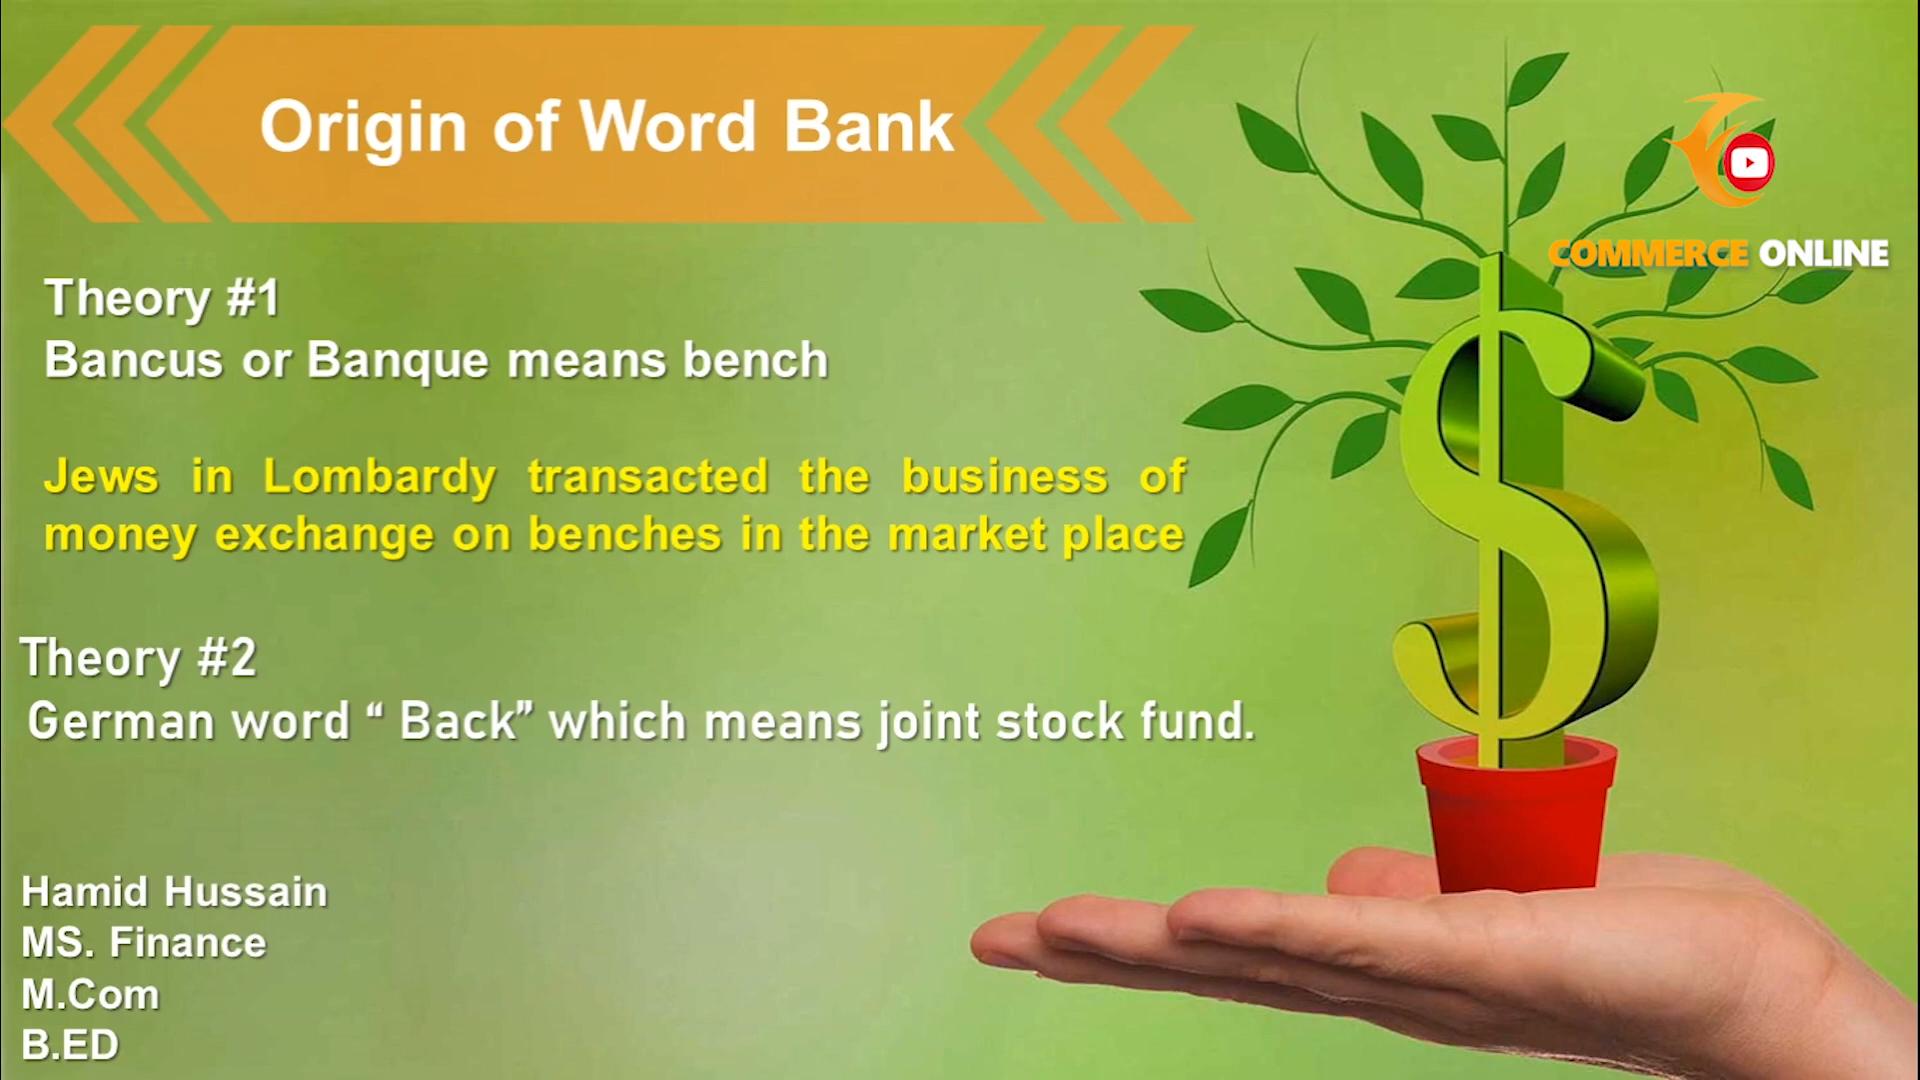 Origin of Word Bank
COMMERCE ONLINE
Theory #1
Bancus or Banque means bench
Jews in Lombardy transacted the business of
money exchange on benches in the market place
Theory #2
German word “ Back” which means joint stock fund.
Hamid Hussain
MS. Finance
M.Com
B.ED